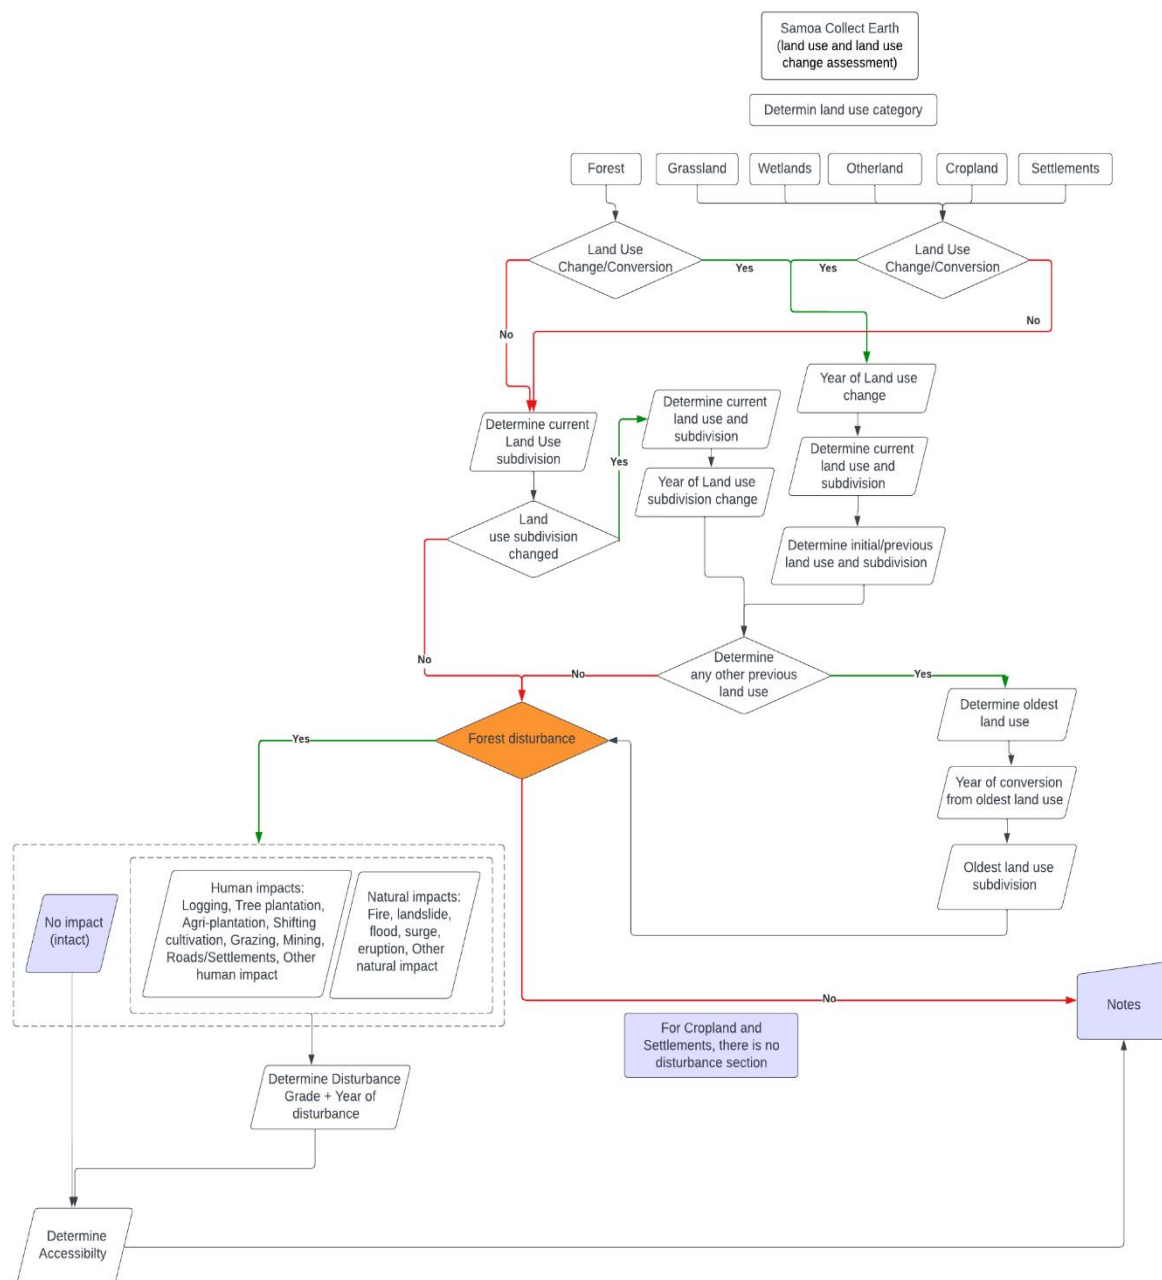 Samoa Collect Earth
(land use and land use
change assessment)
Determin land use category
Forest
Grassland
Wetlands
Otherland
Cropland
Settlements
Land Use
Change/Conversion
Land Use
Change/Conversion
Yes
Yes
No
No
Year of Land use
change
Determine current
land use and
subdivision
Determine current
Land Use
subdivision
Determine current
land use and
subdivision
Yes
Year of Land use
subdivision change
Land
use subdivision
changed
Determine initial/previous
land use and subdivision
No
Determine
any other previous
land use
No
Yes
Determine oldest
land use
Forest disturbance
Yes
Year of conversion
from oldest land use
Oldest land use
subdivision
Human impacts:
Logging, Tree plantation,
Agri-plantation, Shifting
cultivation, Grazing, Mining,
Roads/Settlements, Other
human impact
Natural impacts:
Fire, landslide,
flood, surge,
eruption, Other
natural impact
No impact
(intact)
No
Notes
For Cropland and
Settlements, there is no
disturbance section
Determine Disturbance
Grade + Year of
disturbance
Determine
Accessibilty